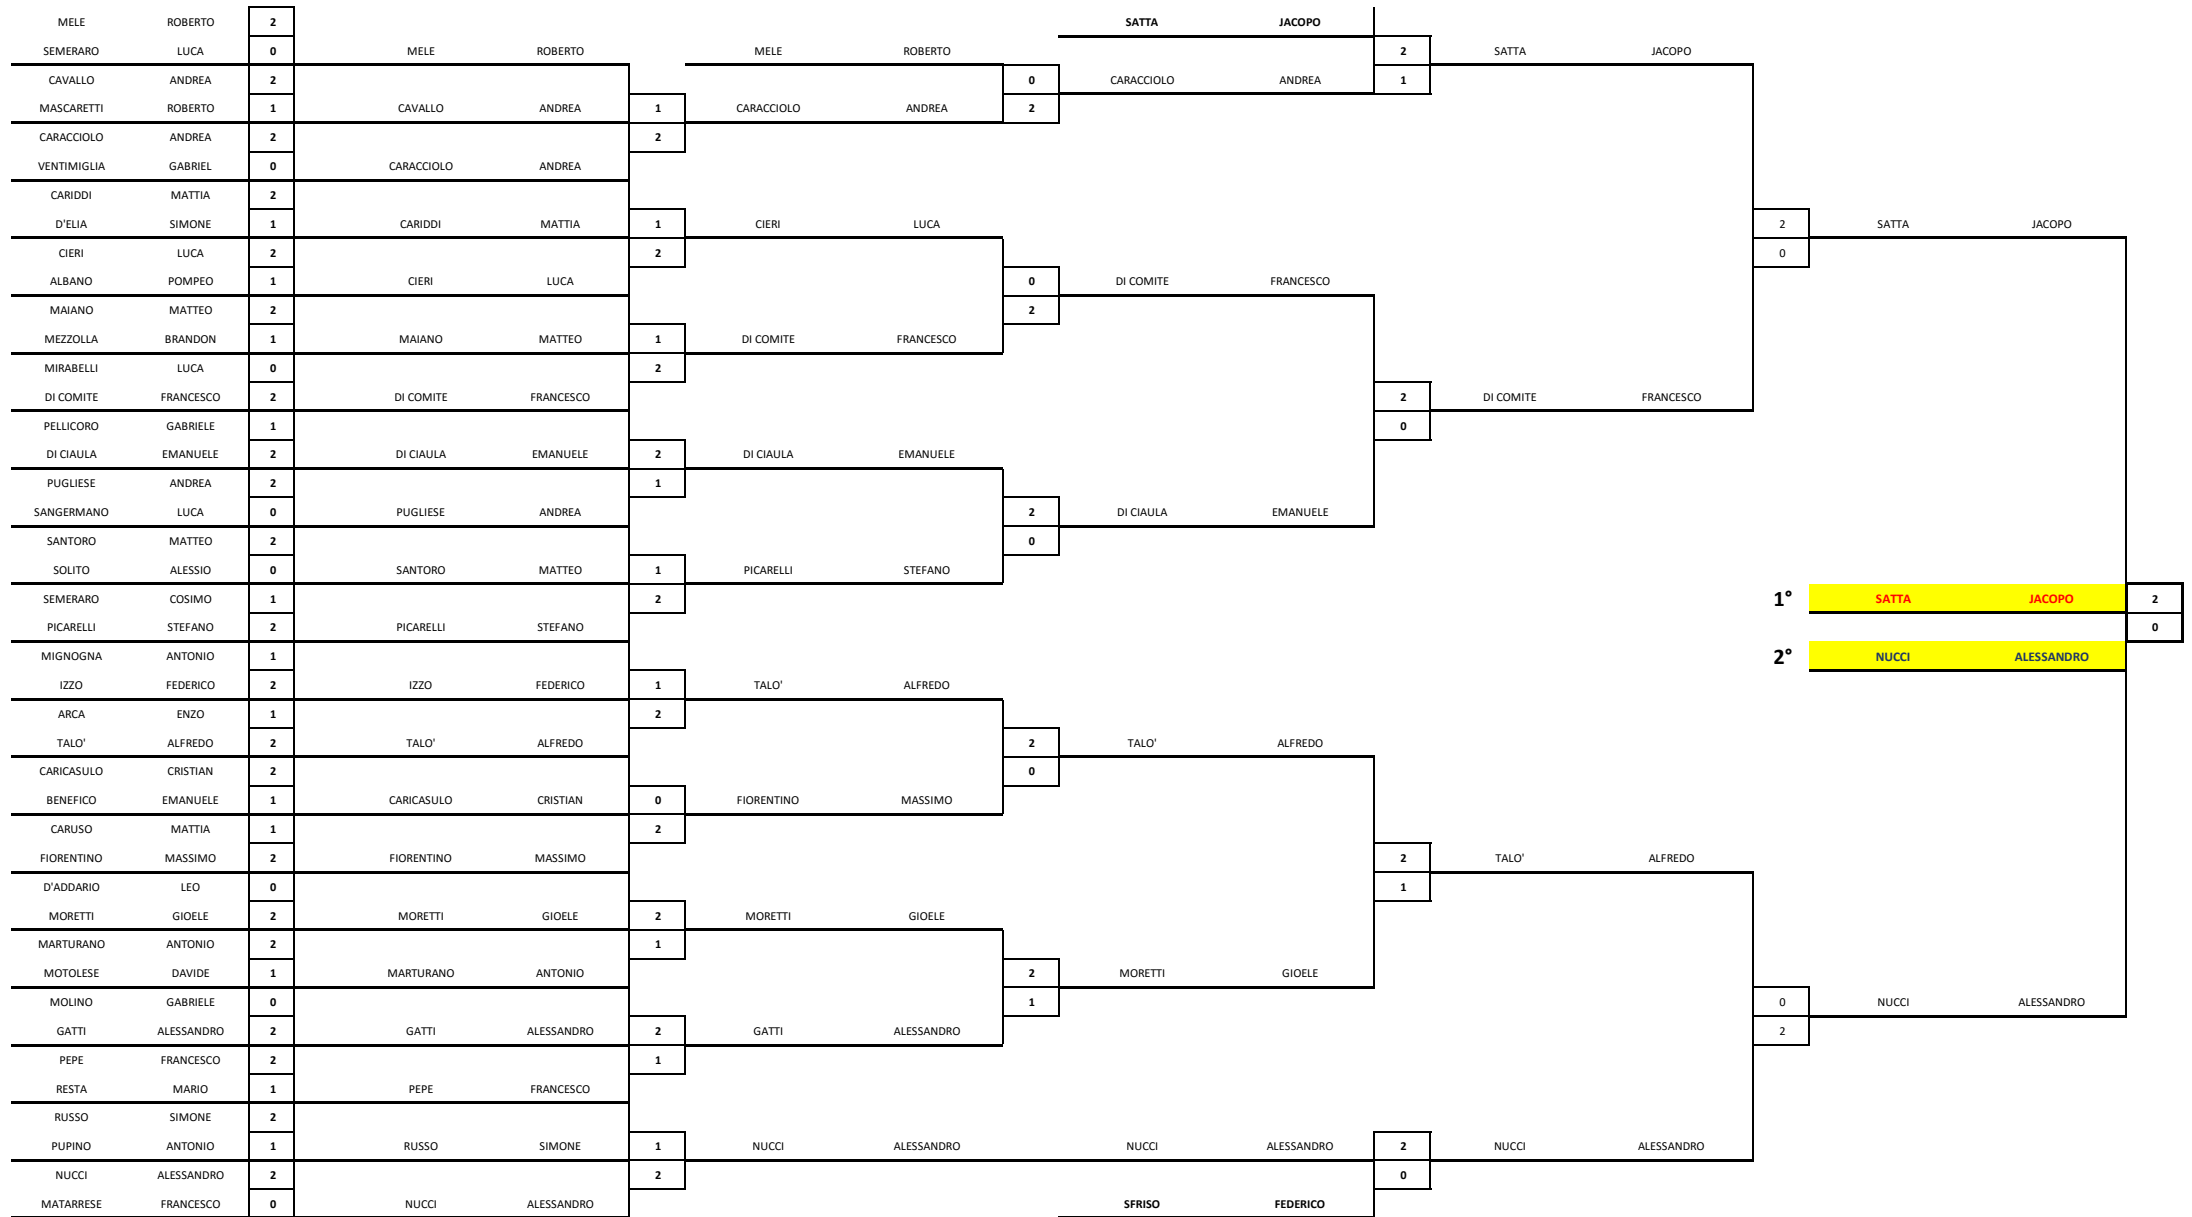 MELE ROBERTO 2 SATTA JACOPO
SEMERARO LUCA 0 MELE ROBERTO MELE ROBERTO 2 SATTA JACOPO
CAVALLO ANDREA 2 0 CARACCIOLO ANDREA 1
MASCARETTI ROBERTO 1 CAVALLO ANDREA 1 CARACCIOLO ANDREA 2
CARACCIOLO ANDREA 2 2
VENTIMIGLIA GABRIEL 0 CARACCIOLO ANDREA
CARIDDI MATTIA 2
D'ELIA SIMONE 1 CARIDDI MATTIA 1 CIERI LUCA 2 SATTA JACOPO
CIERI LUCA 2 2 0
ALBANO POMPEO 1 CIERI LUCA 0 DI COMITE FRANCESCO
MAIANO MATTEO 2 2
MEZZOLLA BRANDON 1 MAIANO MATTEO 1 DI COMITE FRANCESCO
MIRABELLI LUCA 0 2
DI COMITE FRANCESCO 2 DI COMITE FRANCESCO 2 DI COMITE FRANCESCO
PELLICORO GABRIELE 1 0
DI CIAULA EMANUELE 2 DI CIAULA EMANUELE 2 DI CIAULA EMANUELE
PUGLIESE ANDREA 2 1
SANGERMANO LUCA 0 PUGLIESE ANDREA 2 DI CIAULA EMANUELE
SANTORO MATTEO 2 0
SOLITO ALESSIO 0 SANTORO MATTEO 1 PICARELLI STEFANO
SEMERARO COSIMO 1 2 1° SATTA JACOPO 2
PICARELLI STEFANO 2 PICARELLI STEFANO 0
MIGNOGNA ANTONIO 1 2° NUCCI ALESSANDRO
IZZO FEDERICO 2 IZZO FEDERICO 1 TALO' ALFREDO
ARCA ENZO 1 2
TALO' ALFREDO 2 TALO' ALFREDO 2 TALO' ALFREDO
CARICASULO CRISTIAN 2 0
BENEFICO EMANUELE 1 CARICASULO CRISTIAN 0 FIORENTINO MASSIMO
CARUSO MATTIA 1 2
FIORENTINO MASSIMO 2 FIORENTINO MASSIMO 2 TALO' ALFREDO
D'ADDARIO LEO 0 1
MORETTI GIOELE 2 MORETTI GIOELE 2 MORETTI GIOELE
MARTURANO ANTONIO 2 1
MOTOLESE DAVIDE 1 MARTURANO ANTONIO 2 MORETTI GIOELE
MOLINO GABRIELE 0 1 0 NUCCI ALESSANDRO
GATTI ALESSANDRO 2 GATTI ALESSANDRO 2 GATTI ALESSANDRO 2
PEPE FRANCESCO 2 1
RESTA MARIO 1 PEPE FRANCESCO
RUSSO SIMONE 2
PUPINO ANTONIO 1 RUSSO SIMONE 1 NUCCI ALESSANDRO NUCCI ALESSANDRO 2 NUCCI ALESSANDRO
NUCCI ALESSANDRO 2 2 0
MATARRESE FRANCESCO 0 NUCCI ALESSANDRO SFRISO FEDERICO